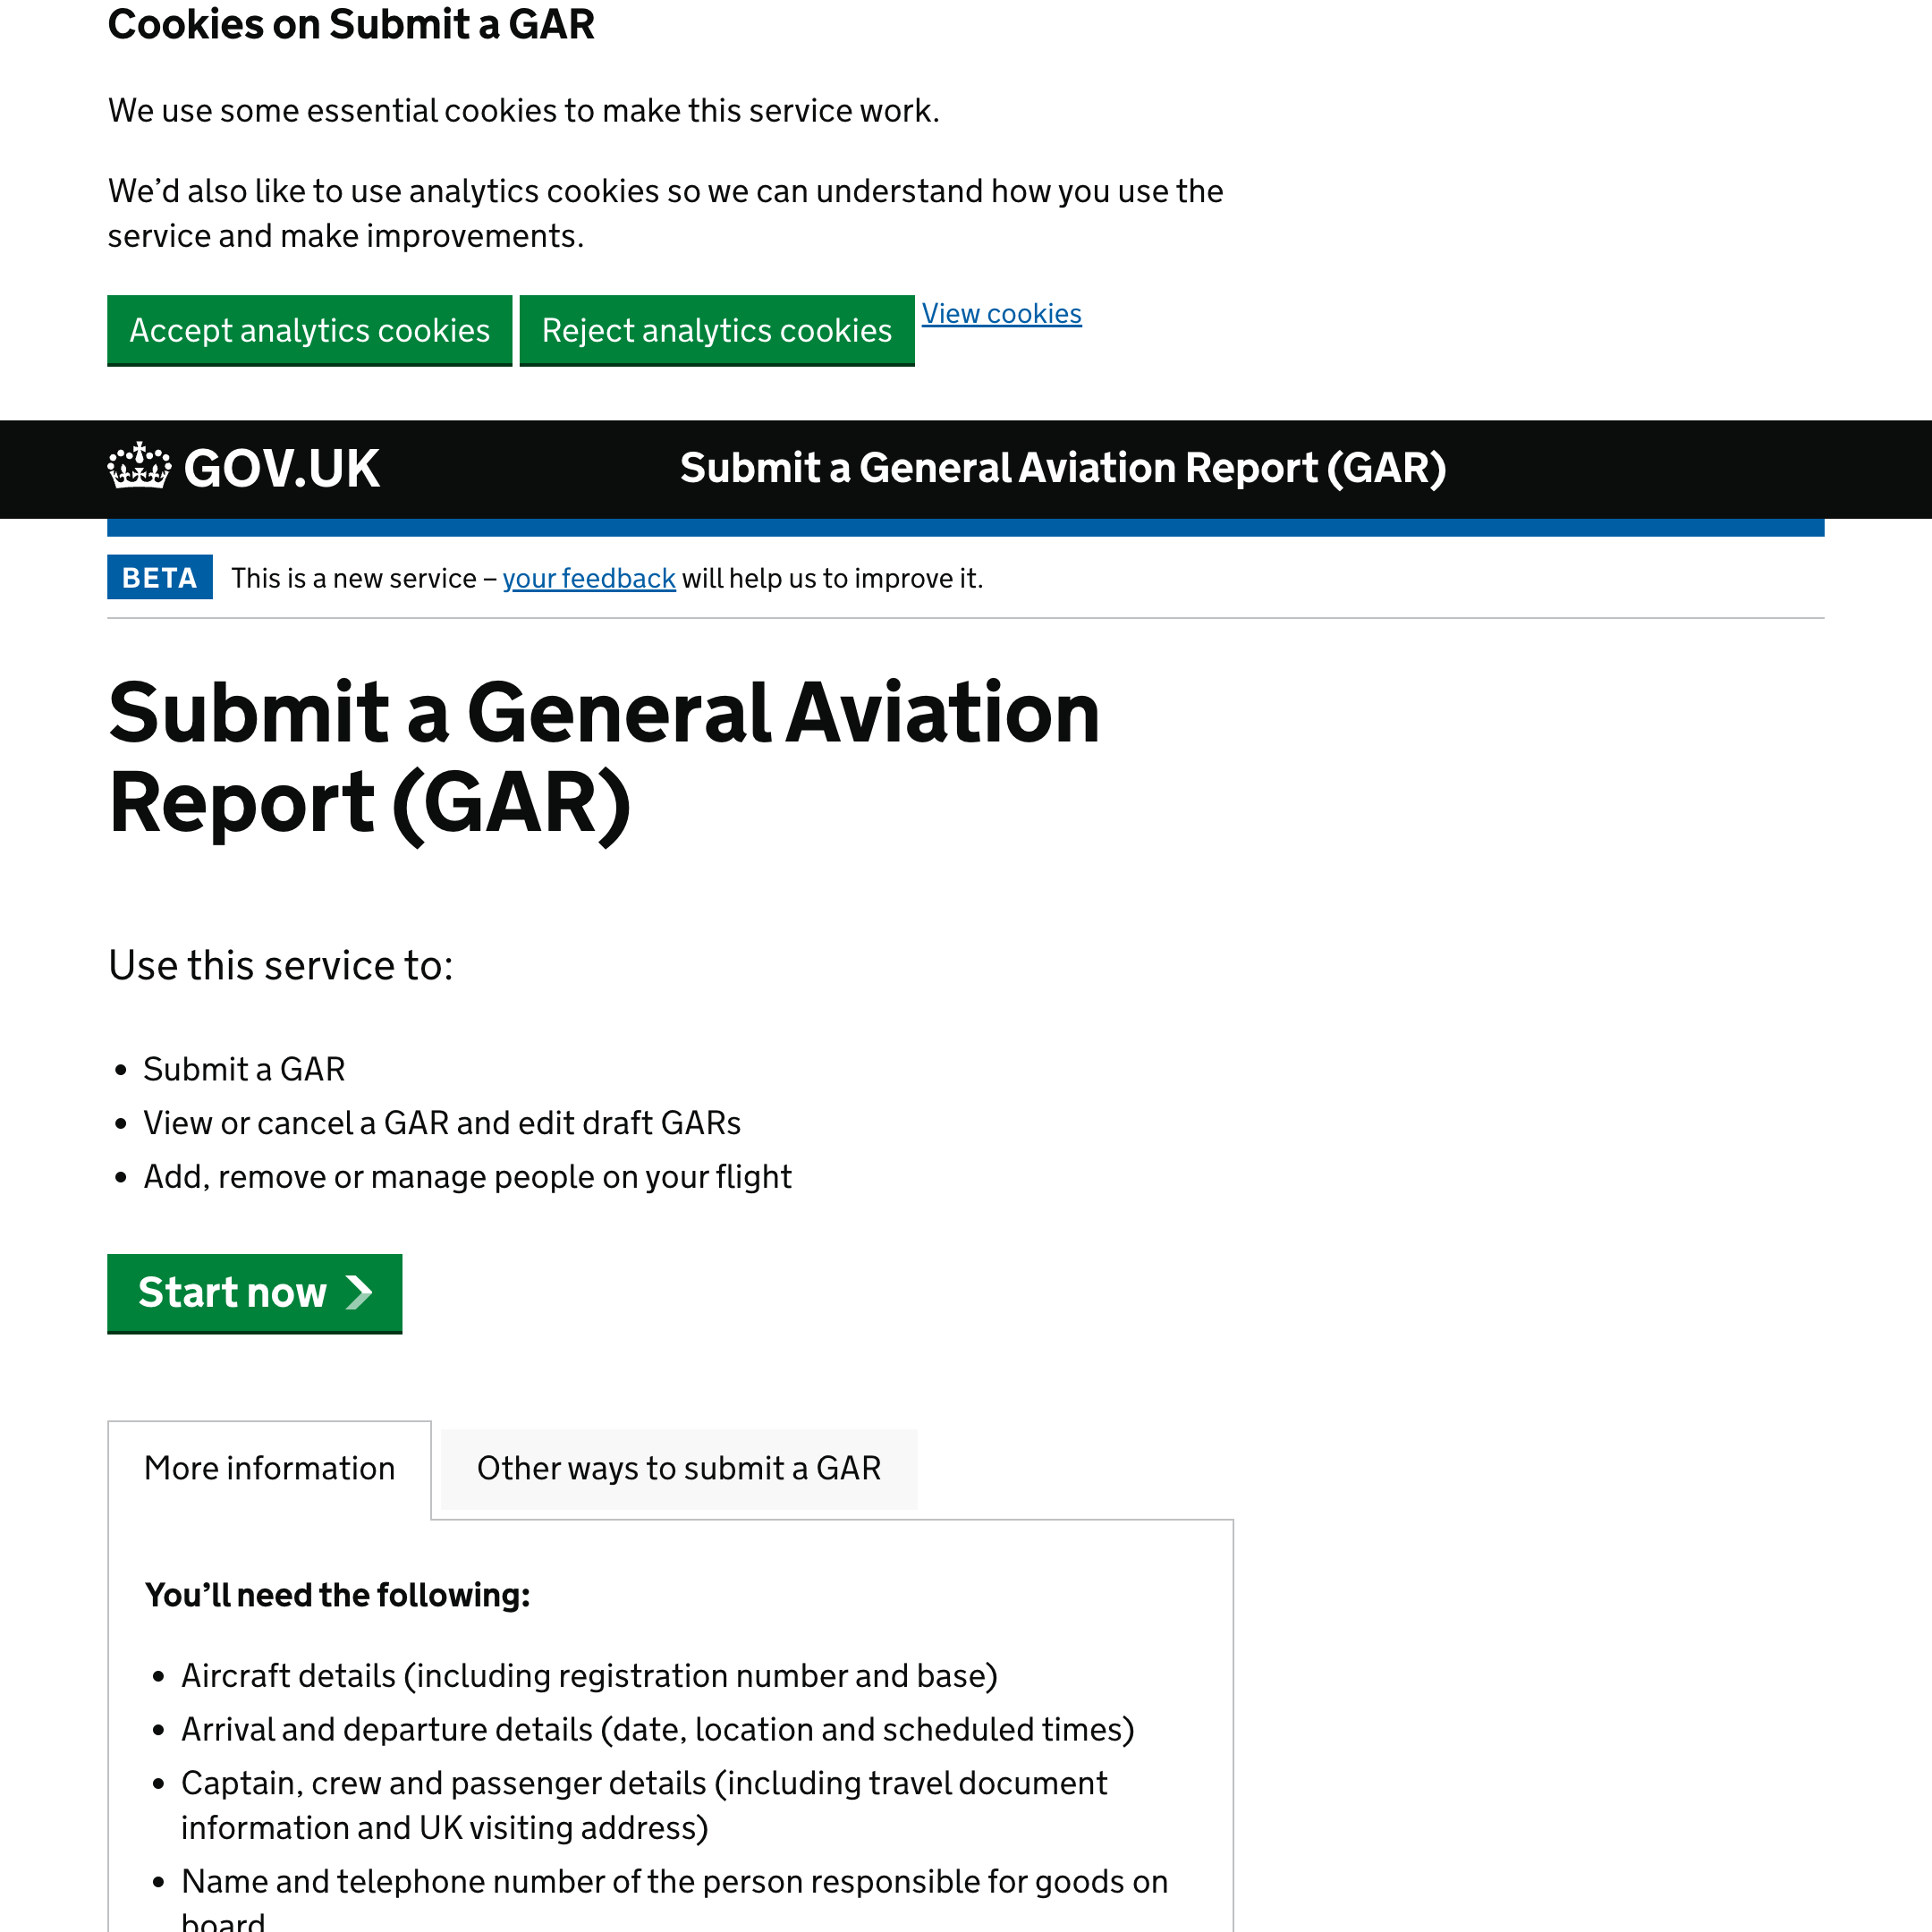 Cookies on Submit a GAR
We use some essential cookies to make this service work.
We’d also like to use analytics cookies so we can understand how you use the
service and make improvements.
Accept analytics cookies
Reject analytics cookies
View cookies
GOV.UK
Submit a General Aviation Report (GAR)
BETA
This is a new service – your feedback will help us to improve it.
Submit a General Aviation
Report (GAR)
Use this service to:
• Submit a GAR
• View or cancel a GAR and edit draft GARs
• Add, remove or manage people on your flight
Start now
More information
Other ways to submit a GAR
You’ll need the following:
• Aircraft details (including registration number and base)
• Arrival and departure details (date, location and scheduled times)
• Captain, crew and passenger details (including travel document
information and UK visiting address)
• Name and telephone number of the person responsible for goods on
board